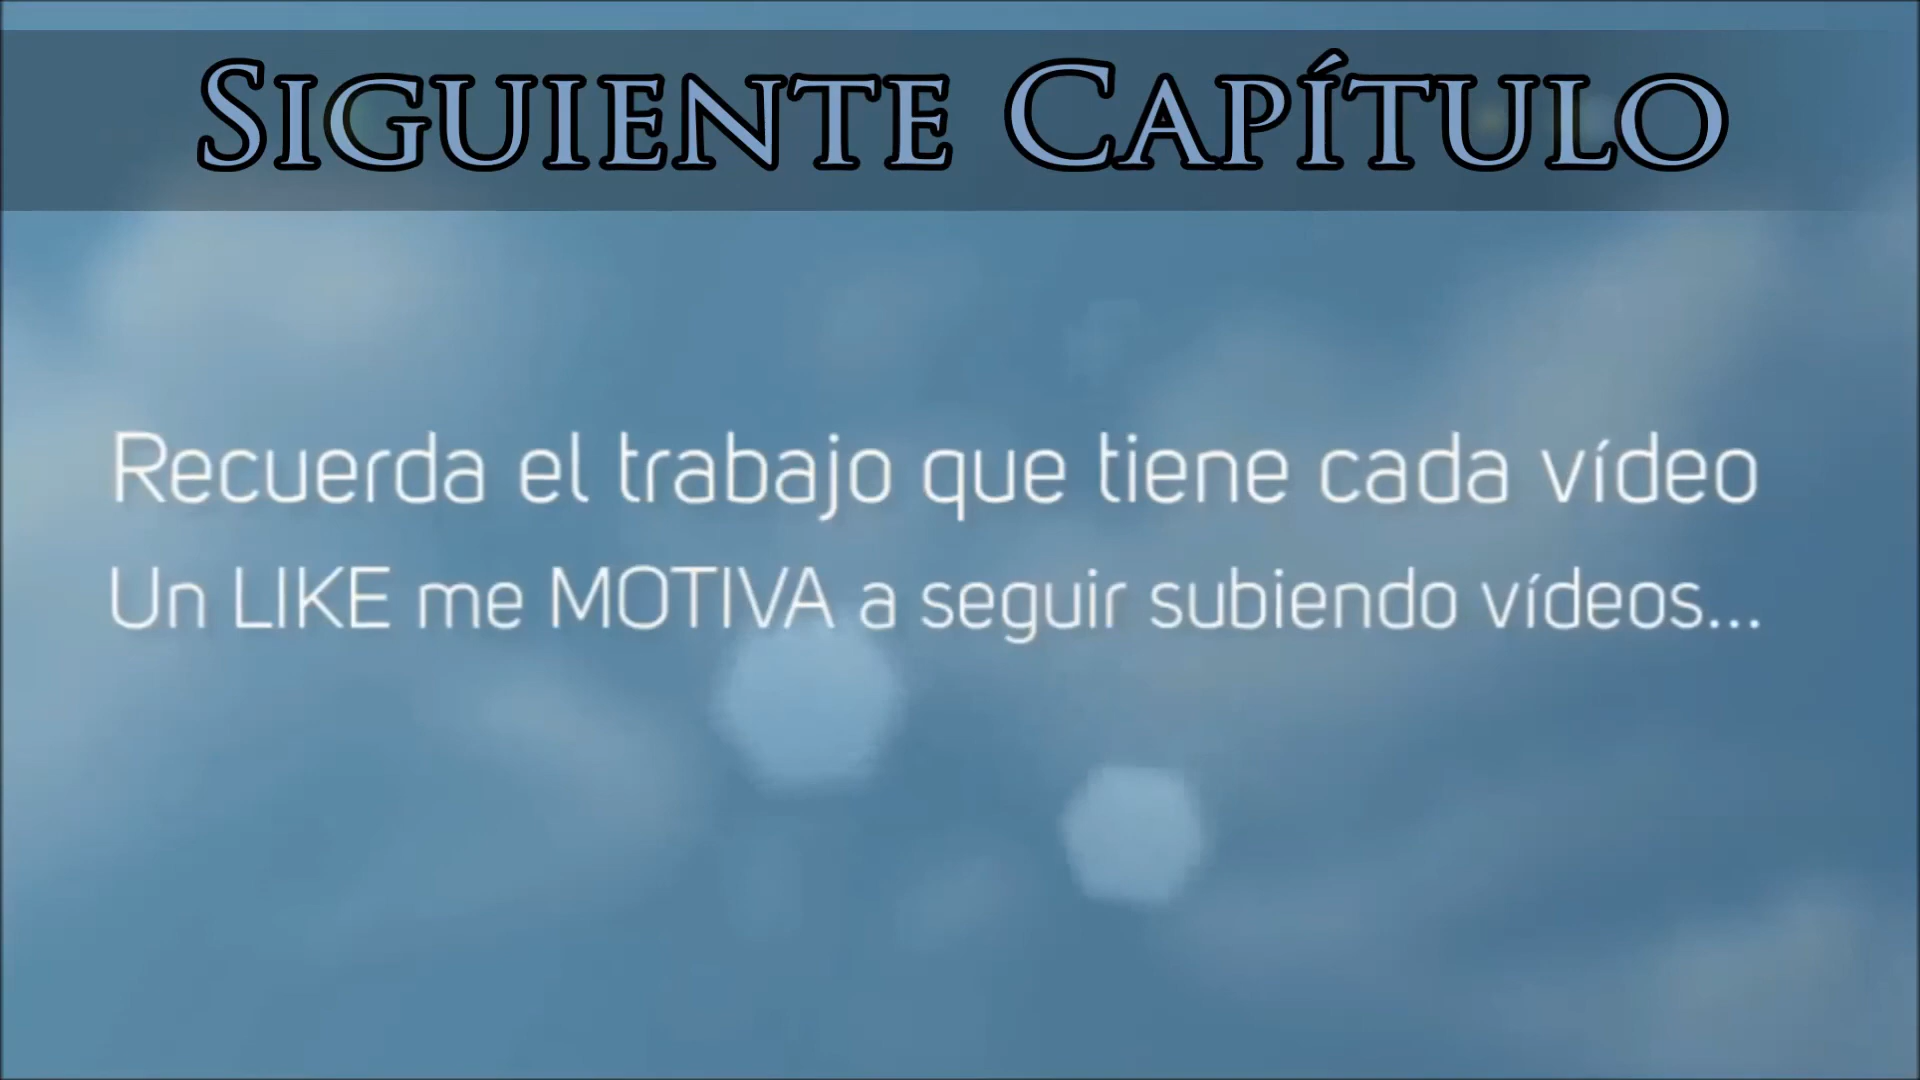 SIGUIENTE CAPÍTULO
Recuerda el trabajo que tiene cada vídeo
Un LIKE me MOTIVA a seguir subiendo vídeos...